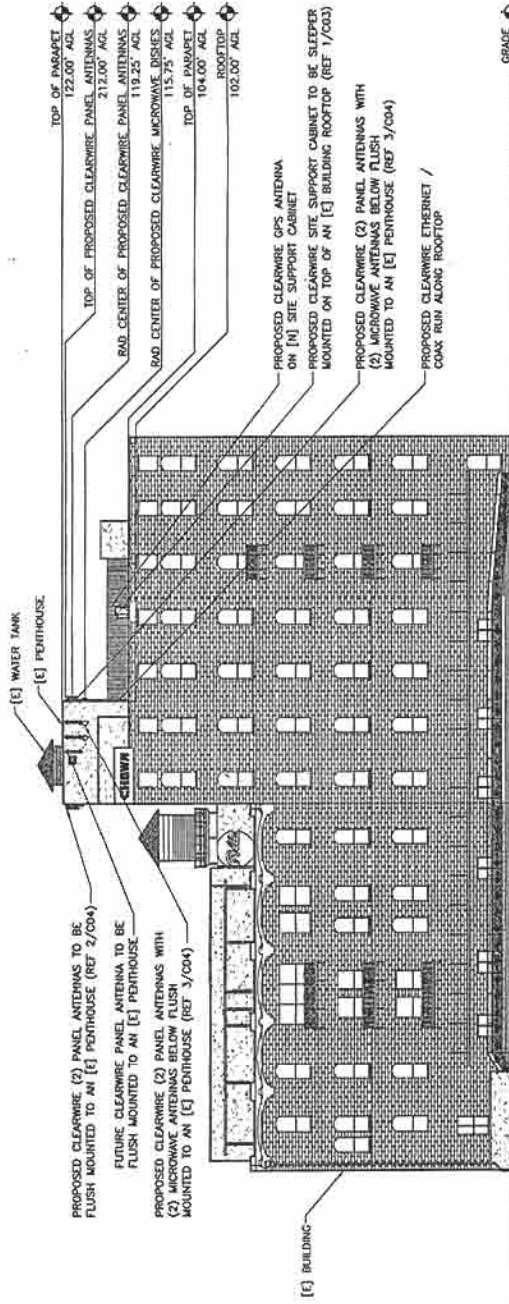 [E] WATER TANK
[E] PENTHOUSE
TOP OF PARAPET
122.00' AGL
TOP OF PROPOSED CLEARWIRE PANEL ANTENNAS
212.00' AGL
RAD CENTER OF PROPOSED CLEARWIRE PANEL ANTENNAS
119.25' AGL
RAD CENTER OF PROPOSED CLEARWIRE MICROWAVE DISHES
115.75' AGL
TOP OF PARAPET
104.00' AGL
ROOFTOP
102.00' AGL
PROPOSED CLEARWIRE (2) PANEL ANTENNAS TO BE
FLUSH MOUNTED TO AN [E] PENTHOUSE (REF 2/C04)
FUTURE CLEARWIRE PANEL ANTENNA TO BE
FLUSH MOUNTED TO AN [E] PENTHOUSE
PROPOSED CLEARWIRE (2) PANEL ANTENNAS WITH
(2) MICROWAVE ANTENNAS BELOW FLUSH
MOUNTED TO AN [E] PENTHOUSE (REF 3/C04)
[E] BUILDING
PROPOSED CLEARWIRE GPS ANTENNA
ON [N] SITE SUPPORT CABINET
PROPOSED CLEARWIRE SITE SUPPORT CABINET TO BE SLEEPER
MOUNTED ON TOP OF AN [E] BUILDING ROOFTOP (REF 1/C03)
PROPOSED CLEARWIRE (2) PANEL ANTENNAS WITH
(2) MICROWAVE ANTENNAS BELOW FLUSH
MOUNTED TO AN [E] PENTHOUSE (REF 3/C04)
PROPOSED CLEARWIRE ETHERNET /
COAX RUN ALONG ROOFTOP
GRADE